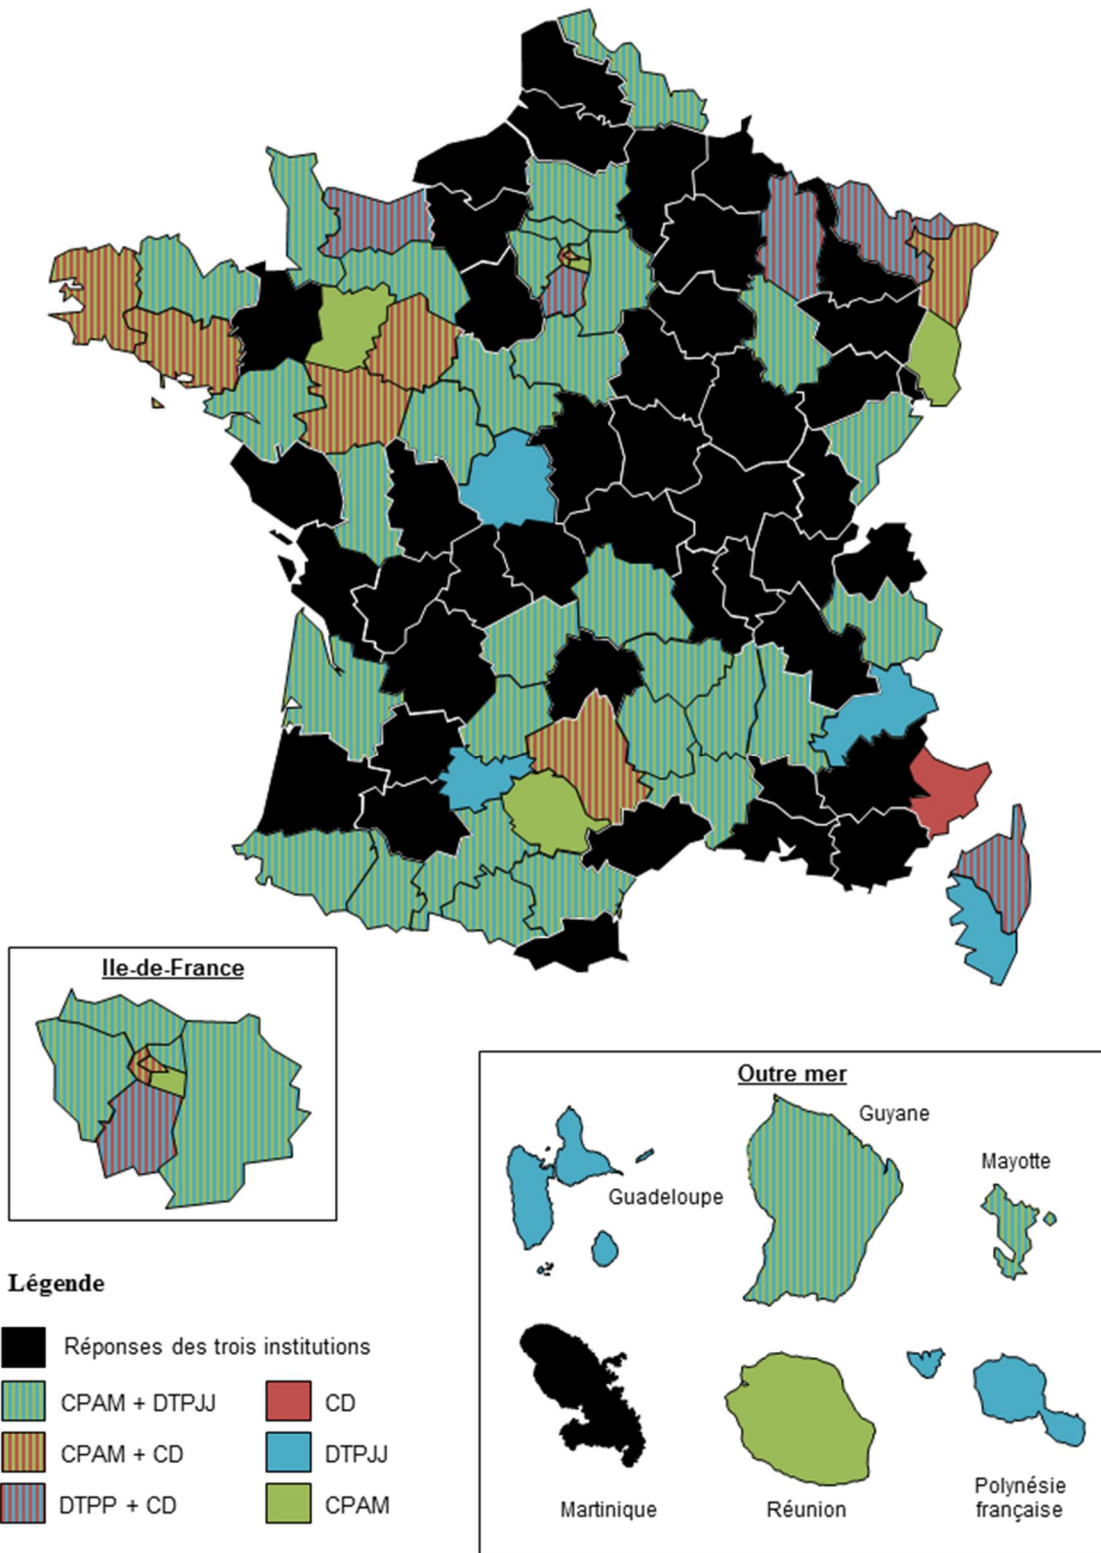 Ile-de-France
Outre mer
Guyane
Mayotte
Guadeloupe
Légende
Réponses des trois institutions
CPAM + DTPJJ
CD
CPAM + CD
DTPJJ
DTPP + CD
CPAM
Martinique
Réunion
Polynésie
française